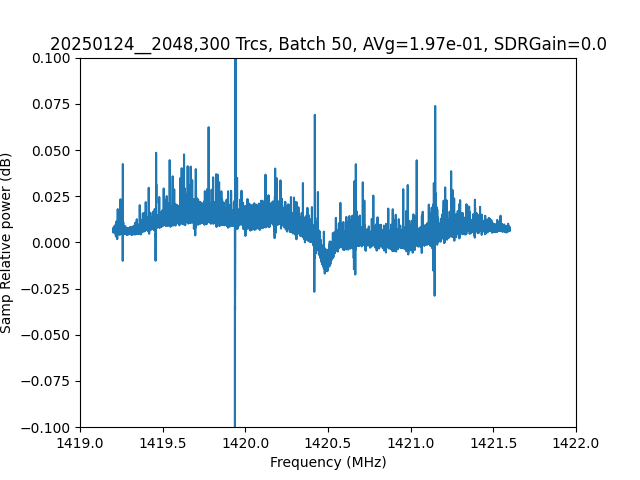 20250124__2048,300 Trcs, Batch 50, AVg=1.97e-01, SDRGain=0.0
Samp Relative power (dB)
0.100
0.075
0.050
0.025
0.000
−0.025
−0.050
−0.075
−0.100
1419.0 1419.5 1420.0 1420.5 1421.0 1421.5 1422.0
Frequency (MHz)